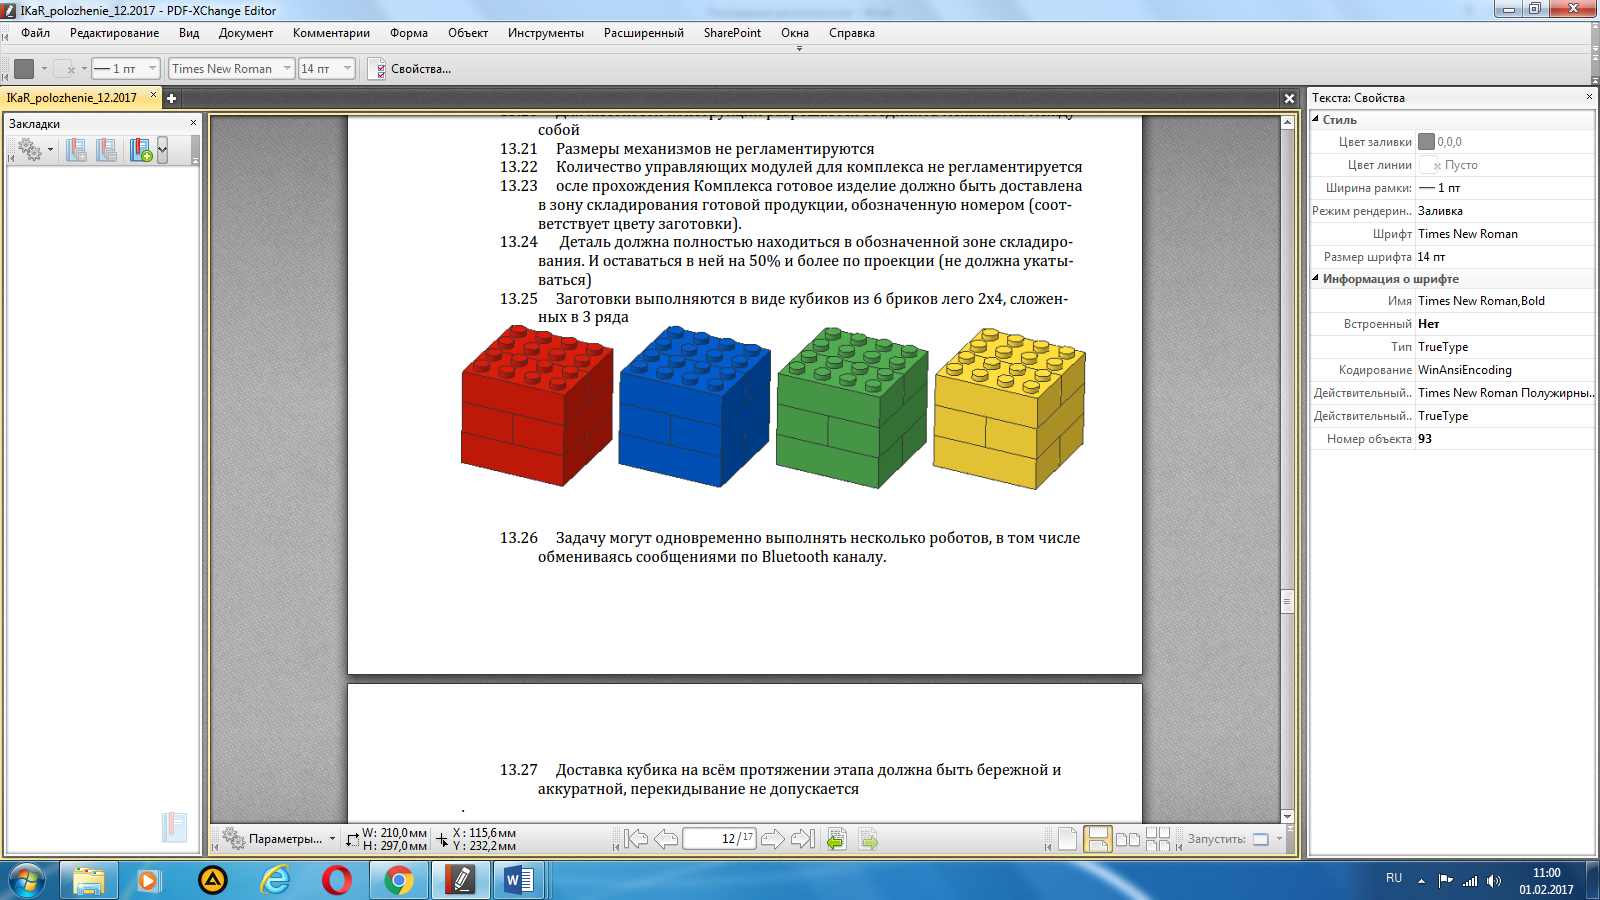 IKaR_polozhenie_12.2017 - PDF-XChange Editor
Файл Редактирование Вид Документ Комментарии Форма Объект Инструменты Расширенный SharePoint Окна Справка
1 пт Times New Roman 14 пт Свойства...
IKaR_polozhenie_12.2017
Закладки
собой
13.21 Размеры механизмов не регламентируются
13.22 Количество управляющих модулей для комплекса не регламентируется
13.23 осле прохождения Комплекса готовое изделие должно быть доставлена
в зону складирования готовой продукции, обозначенную номером (соот-
ветствует цвету заготовки).
13.24 Деталь должна полностью находиться в обозначенной зоне складиро-
вания. И оставаться в ней на 50% и более по проекции (не должна укаты-
ваться)
13.25 Заготовки выполняются в виде кубиков из 6 бриков лего 2х4, сложен-
ных в 3 ряда
13.26 Задачу могут одновременно выполнять несколько роботов, в том числе
обмениваясь сообщениями по Bluetooth каналу.
13.27 Доставка кубика на всём протяжении этапа должна быть бережной и
аккуратной, перекидывание не допускается
.
Текста: Свойства
Стиль
Цвет заливки 0,0,0
Цвет линии Пусто
Ширина рамки: 1 пт
Режим рендерин.. Заливка
Шрифт Times New Roman
Размер шрифта 14 пт
Информация о шрифте
Имя Times New Roman,Bold
Встроенный Нет
Тип TrueType
Кодирование WinAnsiEncoding
Действительный.. Times New Roman Полужирны..
Действительный.. TrueType
Номер объекта 93
Параметры...
W: 210,0мм
H: 297,0мм
X : 115,6мм
Y : 232,2мм
12/17
Запустить:
RU
11:00
01.02.2017